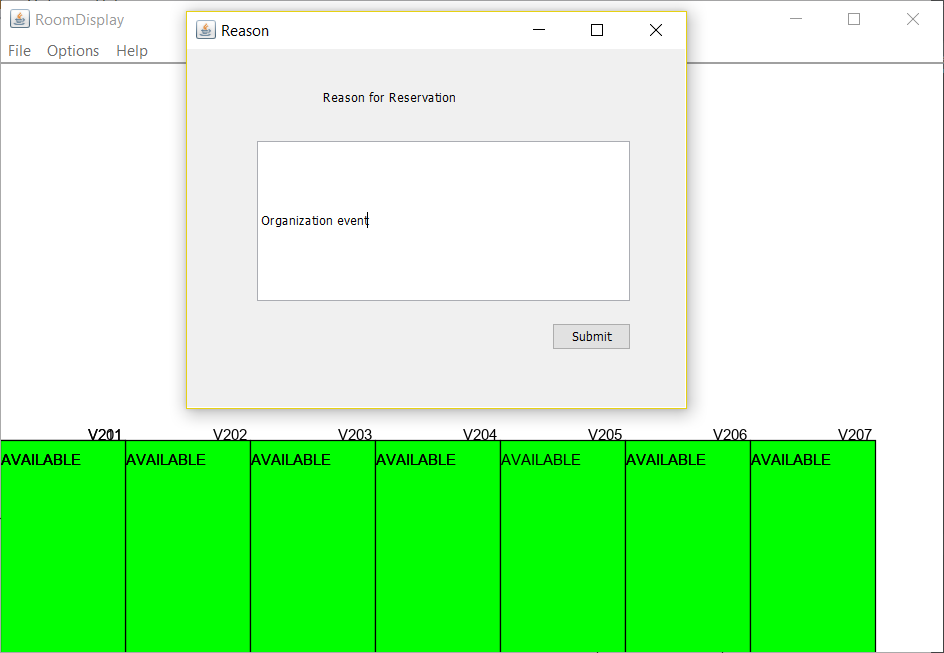 RoomDisplay
Reason
File Options Help
Reason for Reservation
Organization event
Submit
V201 V202 V203 V204 V205 V206 V207
AVAILABLE AVAILABLE AVAILABLE AVAILABLE AVAILABLE AVAILABLE AVAILABLE